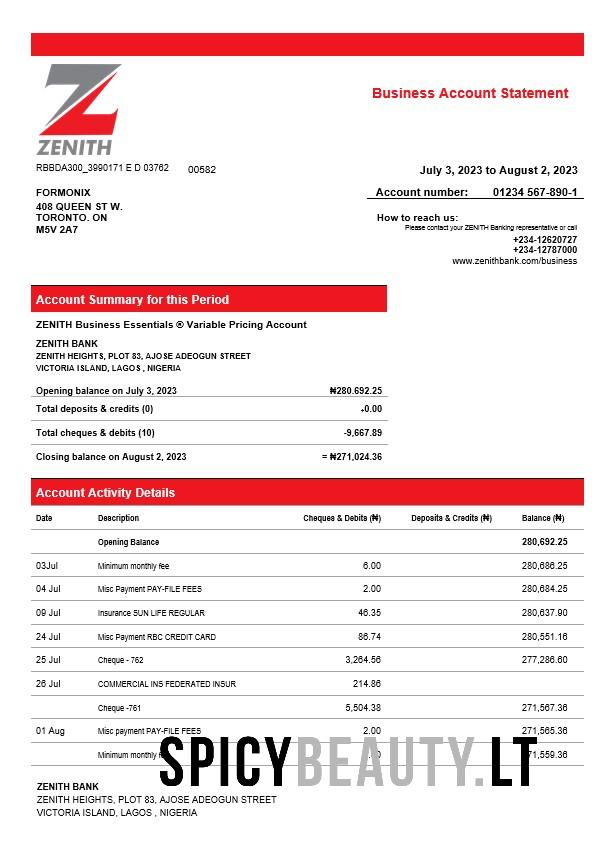 ZENITH
Business Account Statement
RBBDA300_3990171 E D 03762 00582
July 3, 2023 to August 2, 2023
FORMONIX
408 QUEEN ST W.
TORONTO. ON
M5V 2A7
Account number: 01234 567-890-1
How to reach us:
Please contact your ZENITH Banking representative or call
+234-12620727
+234-12787000
www.zenithbank.com/business
Account Summary for this Period
ZENITH Business Essentials ® Variable Pricing Account
ZENITH BANK
ZENITH HEIGHTS, PLOT 83, AJOSE ADEOGUN STREET
VICTORIA ISLAND, LAGOS , NIGERIA
Opening balance on July 3, 2023 ₦280.692.25
Total deposits & credits (0) +0.00
Total cheques & debits (10) -9,667.89
Closing balance on August 2, 2023 = ₦271,024.36
Account Activity Details
Date Description Cheques & Debits (₦) Deposits & Credits (₦) Balance (₦)
Opening Balance 280,692.25
03Jul Minimum monthly fee 6.00 280,686.25
04 Jul Misc Payment PAY-FILE FEES 2.00 280,684.25
09 Jul Insurance SUN LIFE REGULAR 46.35 280,637.90
24 Jul Misc Payment RBC CREDIT CARD 86.74 280,551.16
25 Jul Cheque - 762 3,264.56 277,286.60
26 Jul COMMERCIAL INS FEDERATED INSUR 214.86
Cheque -761 5,504.38 271,567.36
01 Aug Misc payment PAY-FILE FEES 2.00 271,565.36
Minimum monthly
SPICYBEAUTY.LT
ZENITH BANK
ZENITH HEIGHTS, PLOT 83, AJOSE ADEOGUN STREET
VICTORIA ISLAND, LAGOS , NIGERIA